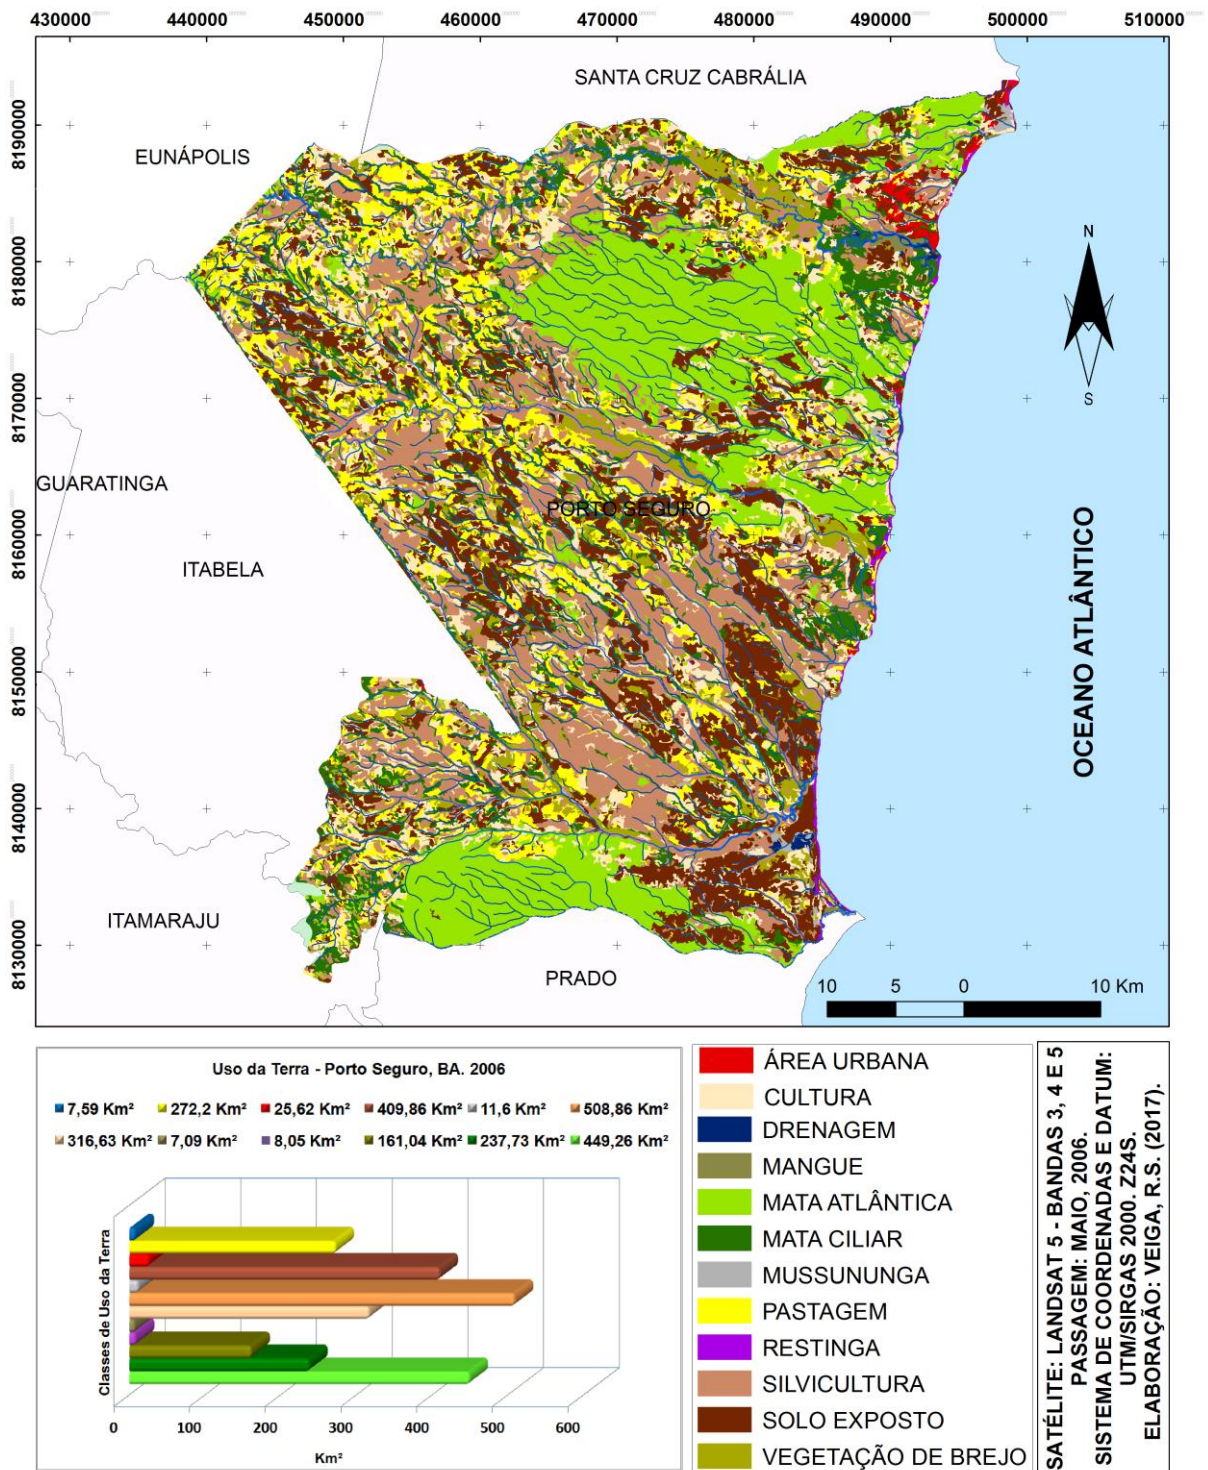 430000 440000 450000 460000 470000 480000 490000 500000 510000
SANTA CRUZ CABRÁLIA
EUNÁPOLIS
8190000
8180000
8170000
8160000
8150000
8140000
8130000
N
S
GUARATINGA
PORTO SEGURO
ITABELA
OCEANO ATLÂNTICO
ITAMARAJU
PRADO
10 5 0 10 Km
Uso da Terra - Porto Seguro, BA. 2006
7,59 Km² 272,2 Km² 25,62 Km² 409,86 Km² 11,6 Km² 508,86 Km²
316,63 Km² 7,09 Km² 8,05 Km² 161,04 Km² 237,73 Km² 449,26 Km²
Classes de Uso da Terra
0 100 200 300 400 500 600
Km²
ÁREA URBANA
CULTURA
DRENAGEM
MANGUE
MATA ATLÂNTICA
MATA CILIAR
MUSSUNUNGA
PASTAGEM
RESTINGA
SILVICULTURA
SOLO EXPOSTO
VEGETAÇÃO DE BREJO
SATÉLITE: LANDSAT 5 - BANDAS 3, 4 E 5
PASSAGEM: MAIO, 2006.
SISTEMA DE COORDENADAS E DATUM:
UTM/SIRGAS 2000. Z24S.
ELABORAÇÃO: VEIGA, R.S. (2017).